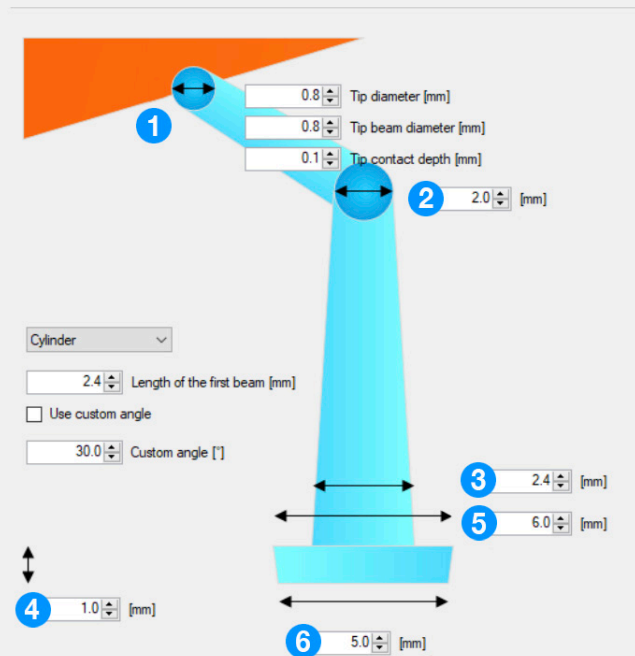 1
0.8 Tip diameter [mm]
0.8 Tip beam diameter [mm]
0.1 Tip contact depth [mm]
2 2.0 [mm]
Cylinder
2.4 Length of the first beam [mm]
Use custom angle
30.0 Custom angle [°]
3 2.4 [mm]
5 6.0 [mm]
4 1.0 [mm]
6 5.0 [mm]